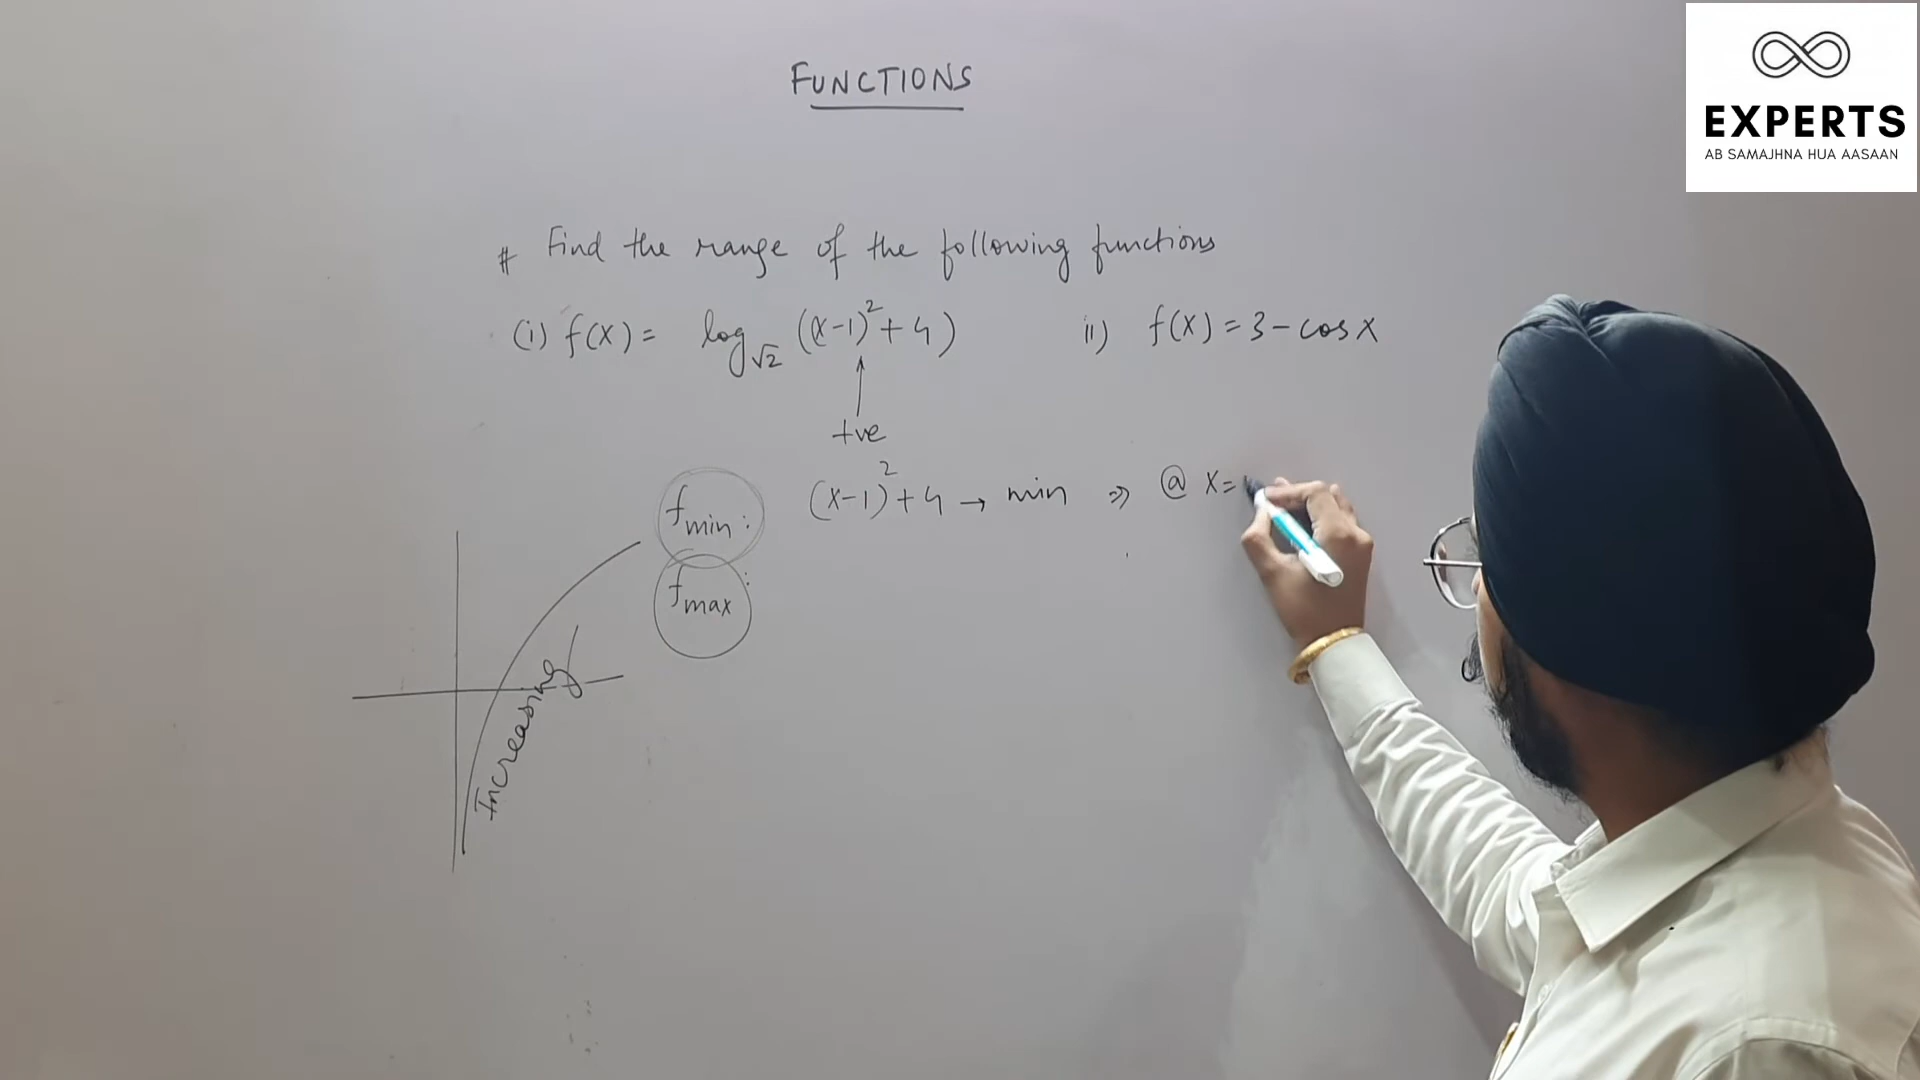 EXPERTS
AB SAMAJHNA HUA AASAAN
FUNCTIONS
# Find the range of the following functions
(i) f(x) = log√2 ((x-1)²+4)
ii) f(x) = 3 - cos x
+ve
fmin: (x-1)²+4 → min ⇒ @ x=
fmax:
Increasing